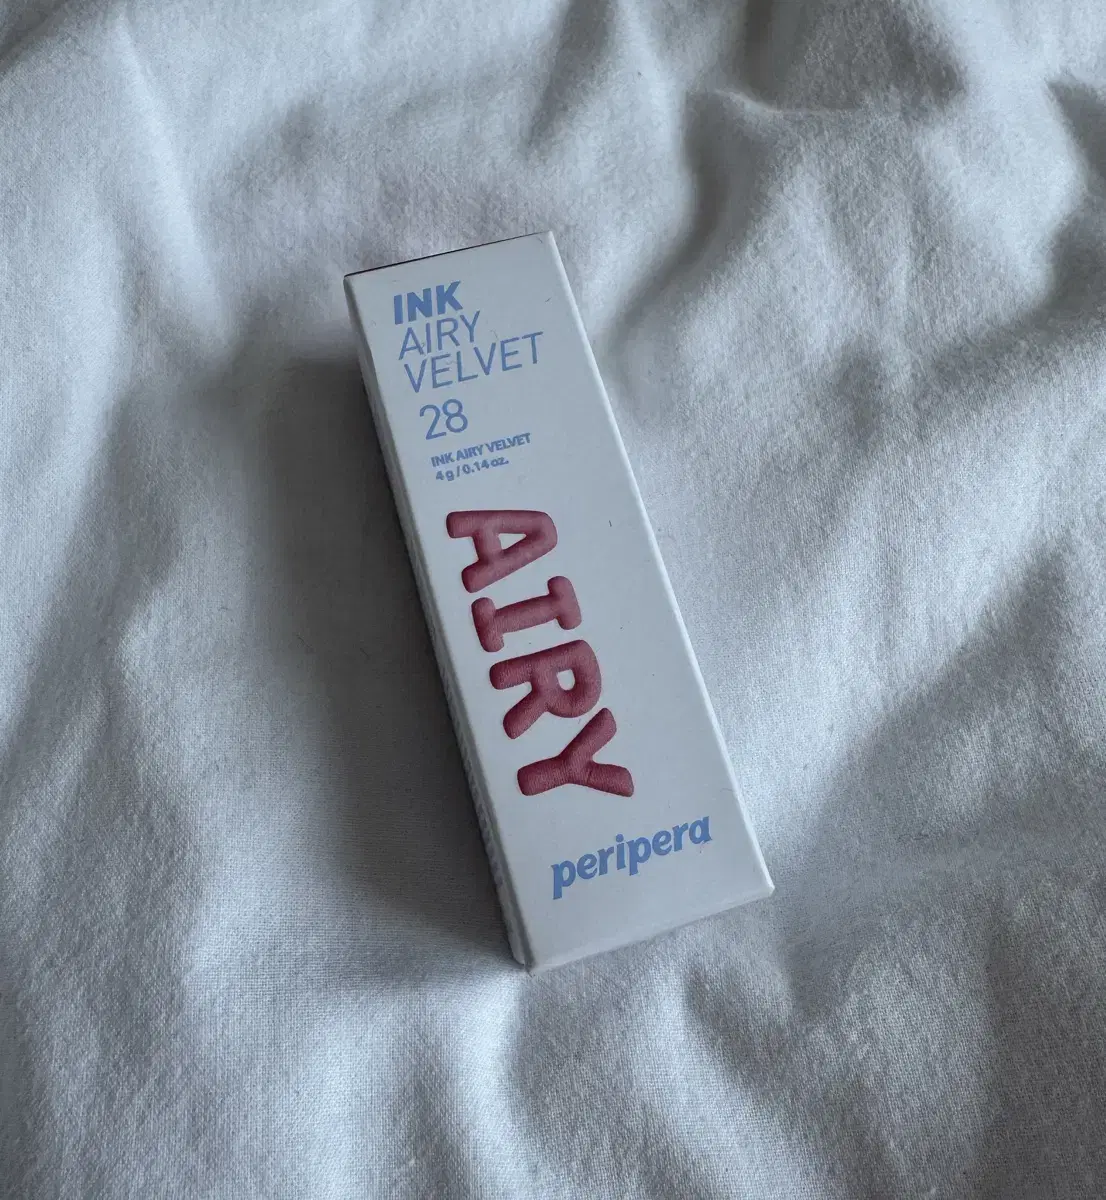 INK
AIRY
VELVET
28
INK AIRY VELVET
4 g / 0.14 oz.
AIRY
peripera